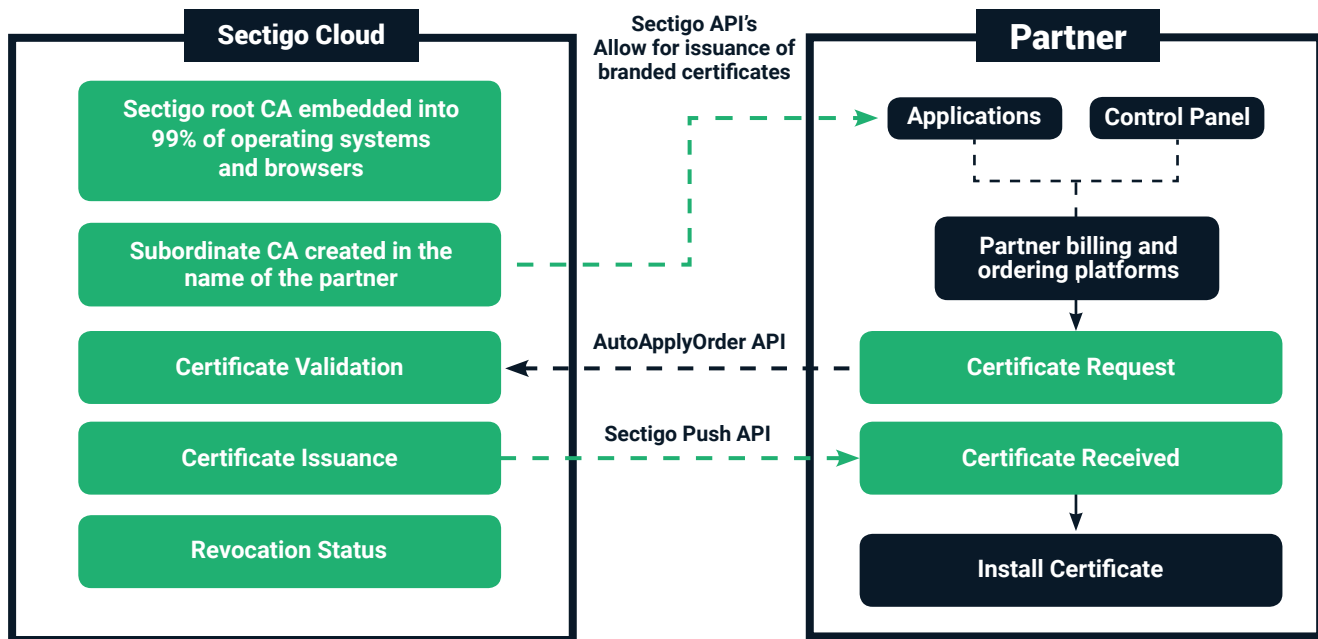 Sectigo Cloud
Sectigo root CA embedded into
99% of operating systems
and browsers
Subordinate CA created in the
name of the partner
Certificate Validation
Certificate Issuance
Revocation Status
Sectigo API's
Allow for issuance of
branded certificates
AutoApplyOrder API
Sectigo Push API
Partner
Applications
Control Panel
Partner billing and
ordering platforms
Certificate Request
Certificate Received
Install Certificate